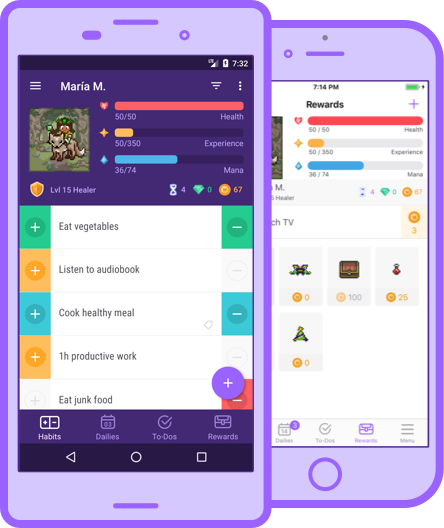 7:32
María M.
50/50
Health
50/350
Experience
36/74
Mana
Lvl 15 Healer
4
0
67
Eat vegetables
Listen to audiobook
Cook healthy meal
1h productive work
Eat junk food
03
Habits
Dailies
To-Dos
Rewards
7:14 PM
Rewards
50 / 50
Health
50 / 350
Experience
36 / 74
Mana
M.
5 Healer
4
0
67
ch TV
3
0
100
25
0
14
3
Dailies
To-Dos
Rewards
Menu